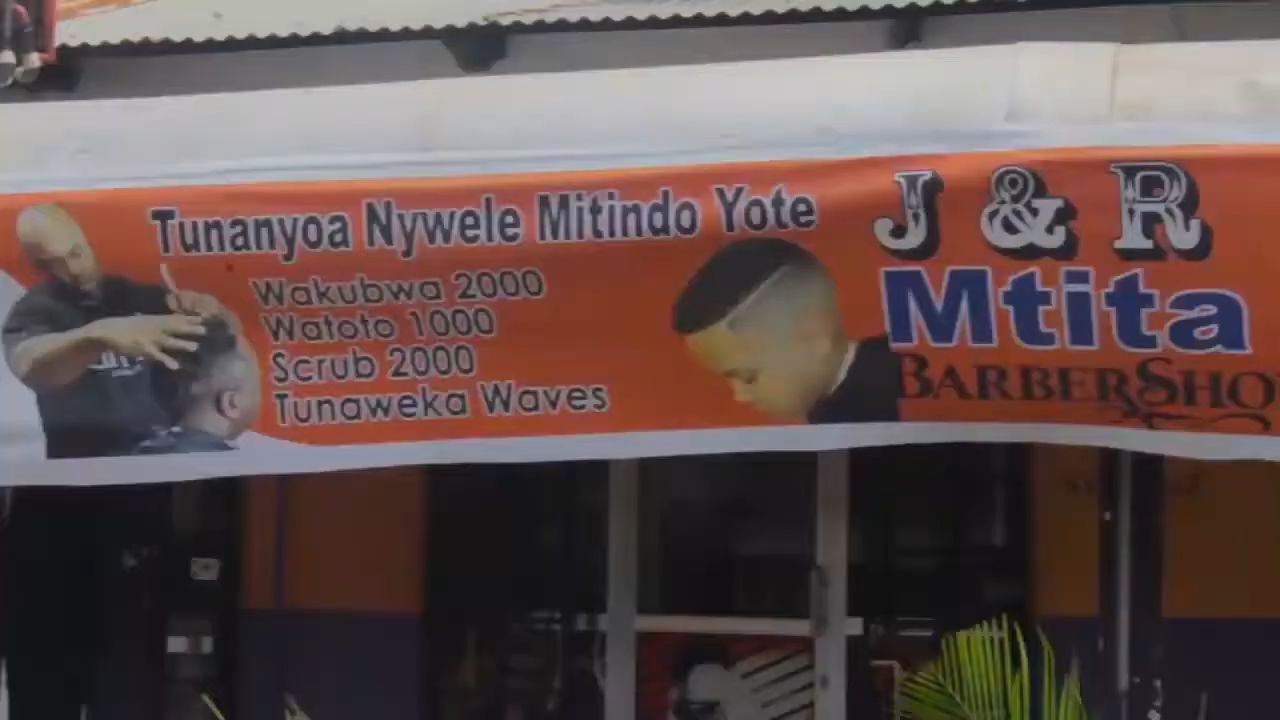 Tunanyoa Nywele Mitindo Yote
Wakubwa 2000
Watoto 1000
Scrub 2000
Tunaweka Waves
J & R
Mtita
BARBERSHO